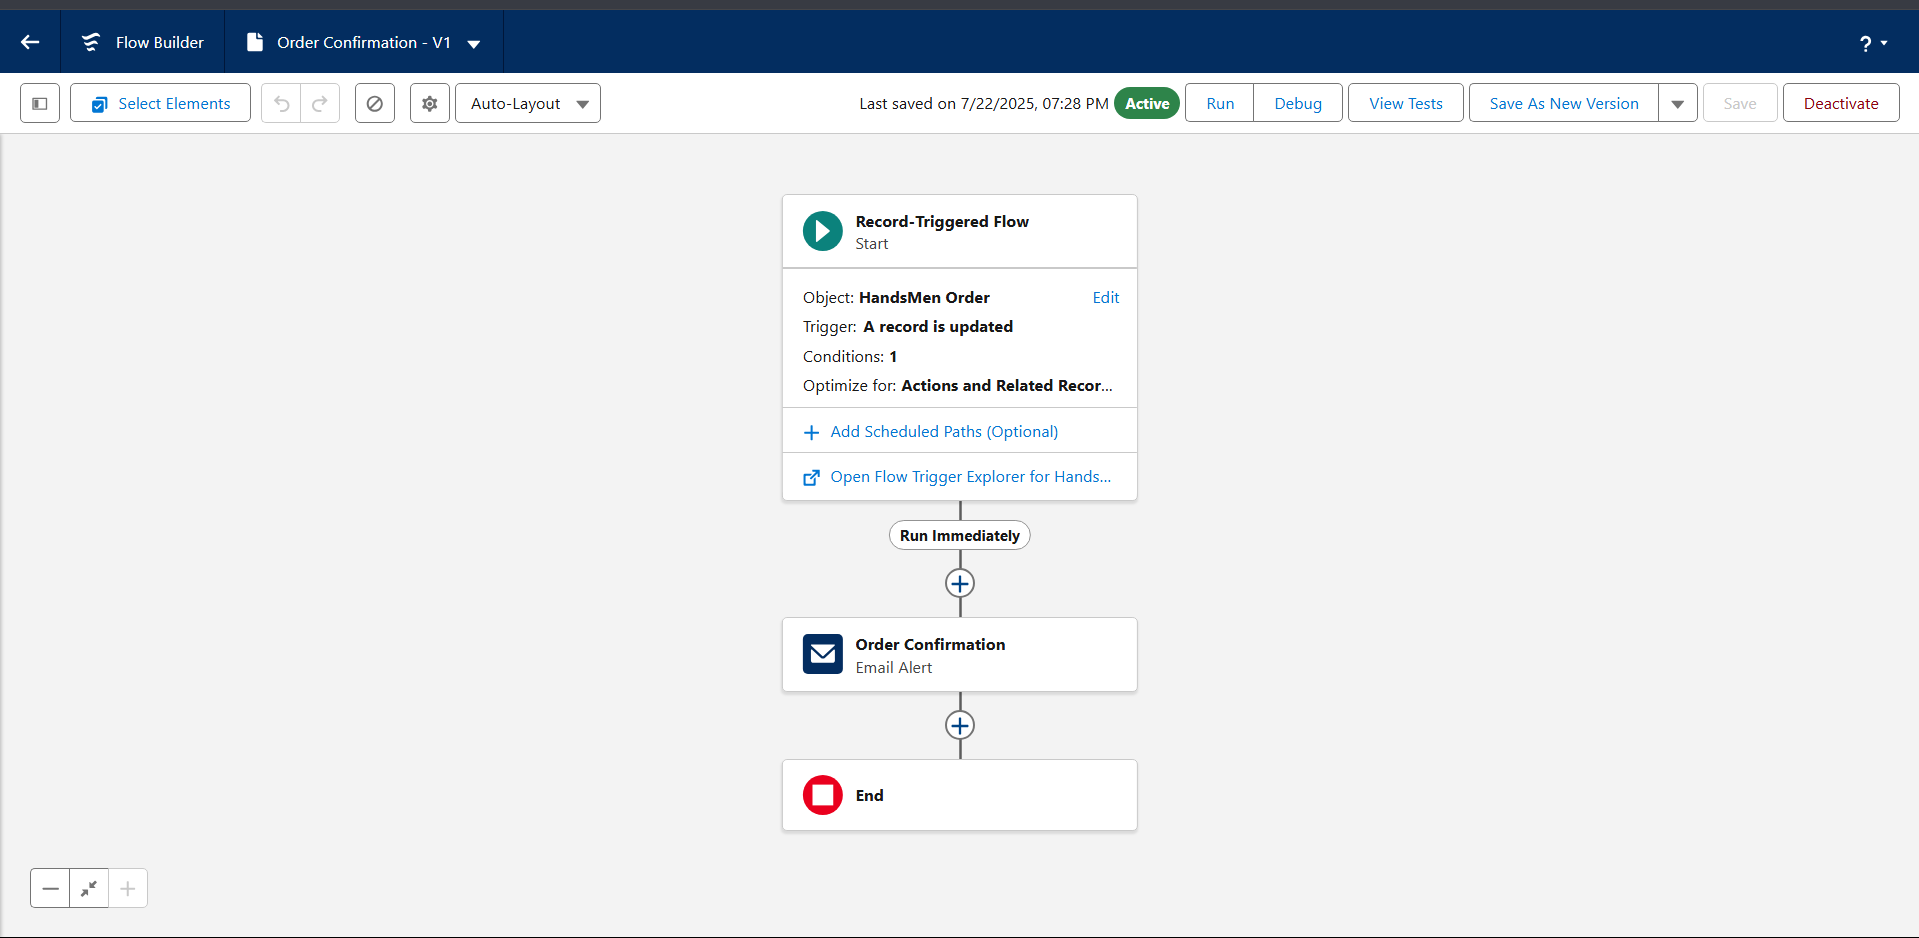 Flow Builder
Order Confirmation - V1
?
Select Elements
Auto-Layout
Last saved on 7/22/2025, 07:28 PM
Active
Run
Debug
View Tests
Save As New Version
Save
Deactivate
Record-Triggered Flow
Start
Object: HandsMen Order
Edit
Trigger: A record is updated
Conditions: 1
Optimize for: Actions and Related Recor...
Add Scheduled Paths (Optional)
Open Flow Trigger Explorer for Hands...
Run Immediately
Order Confirmation
Email Alert
End